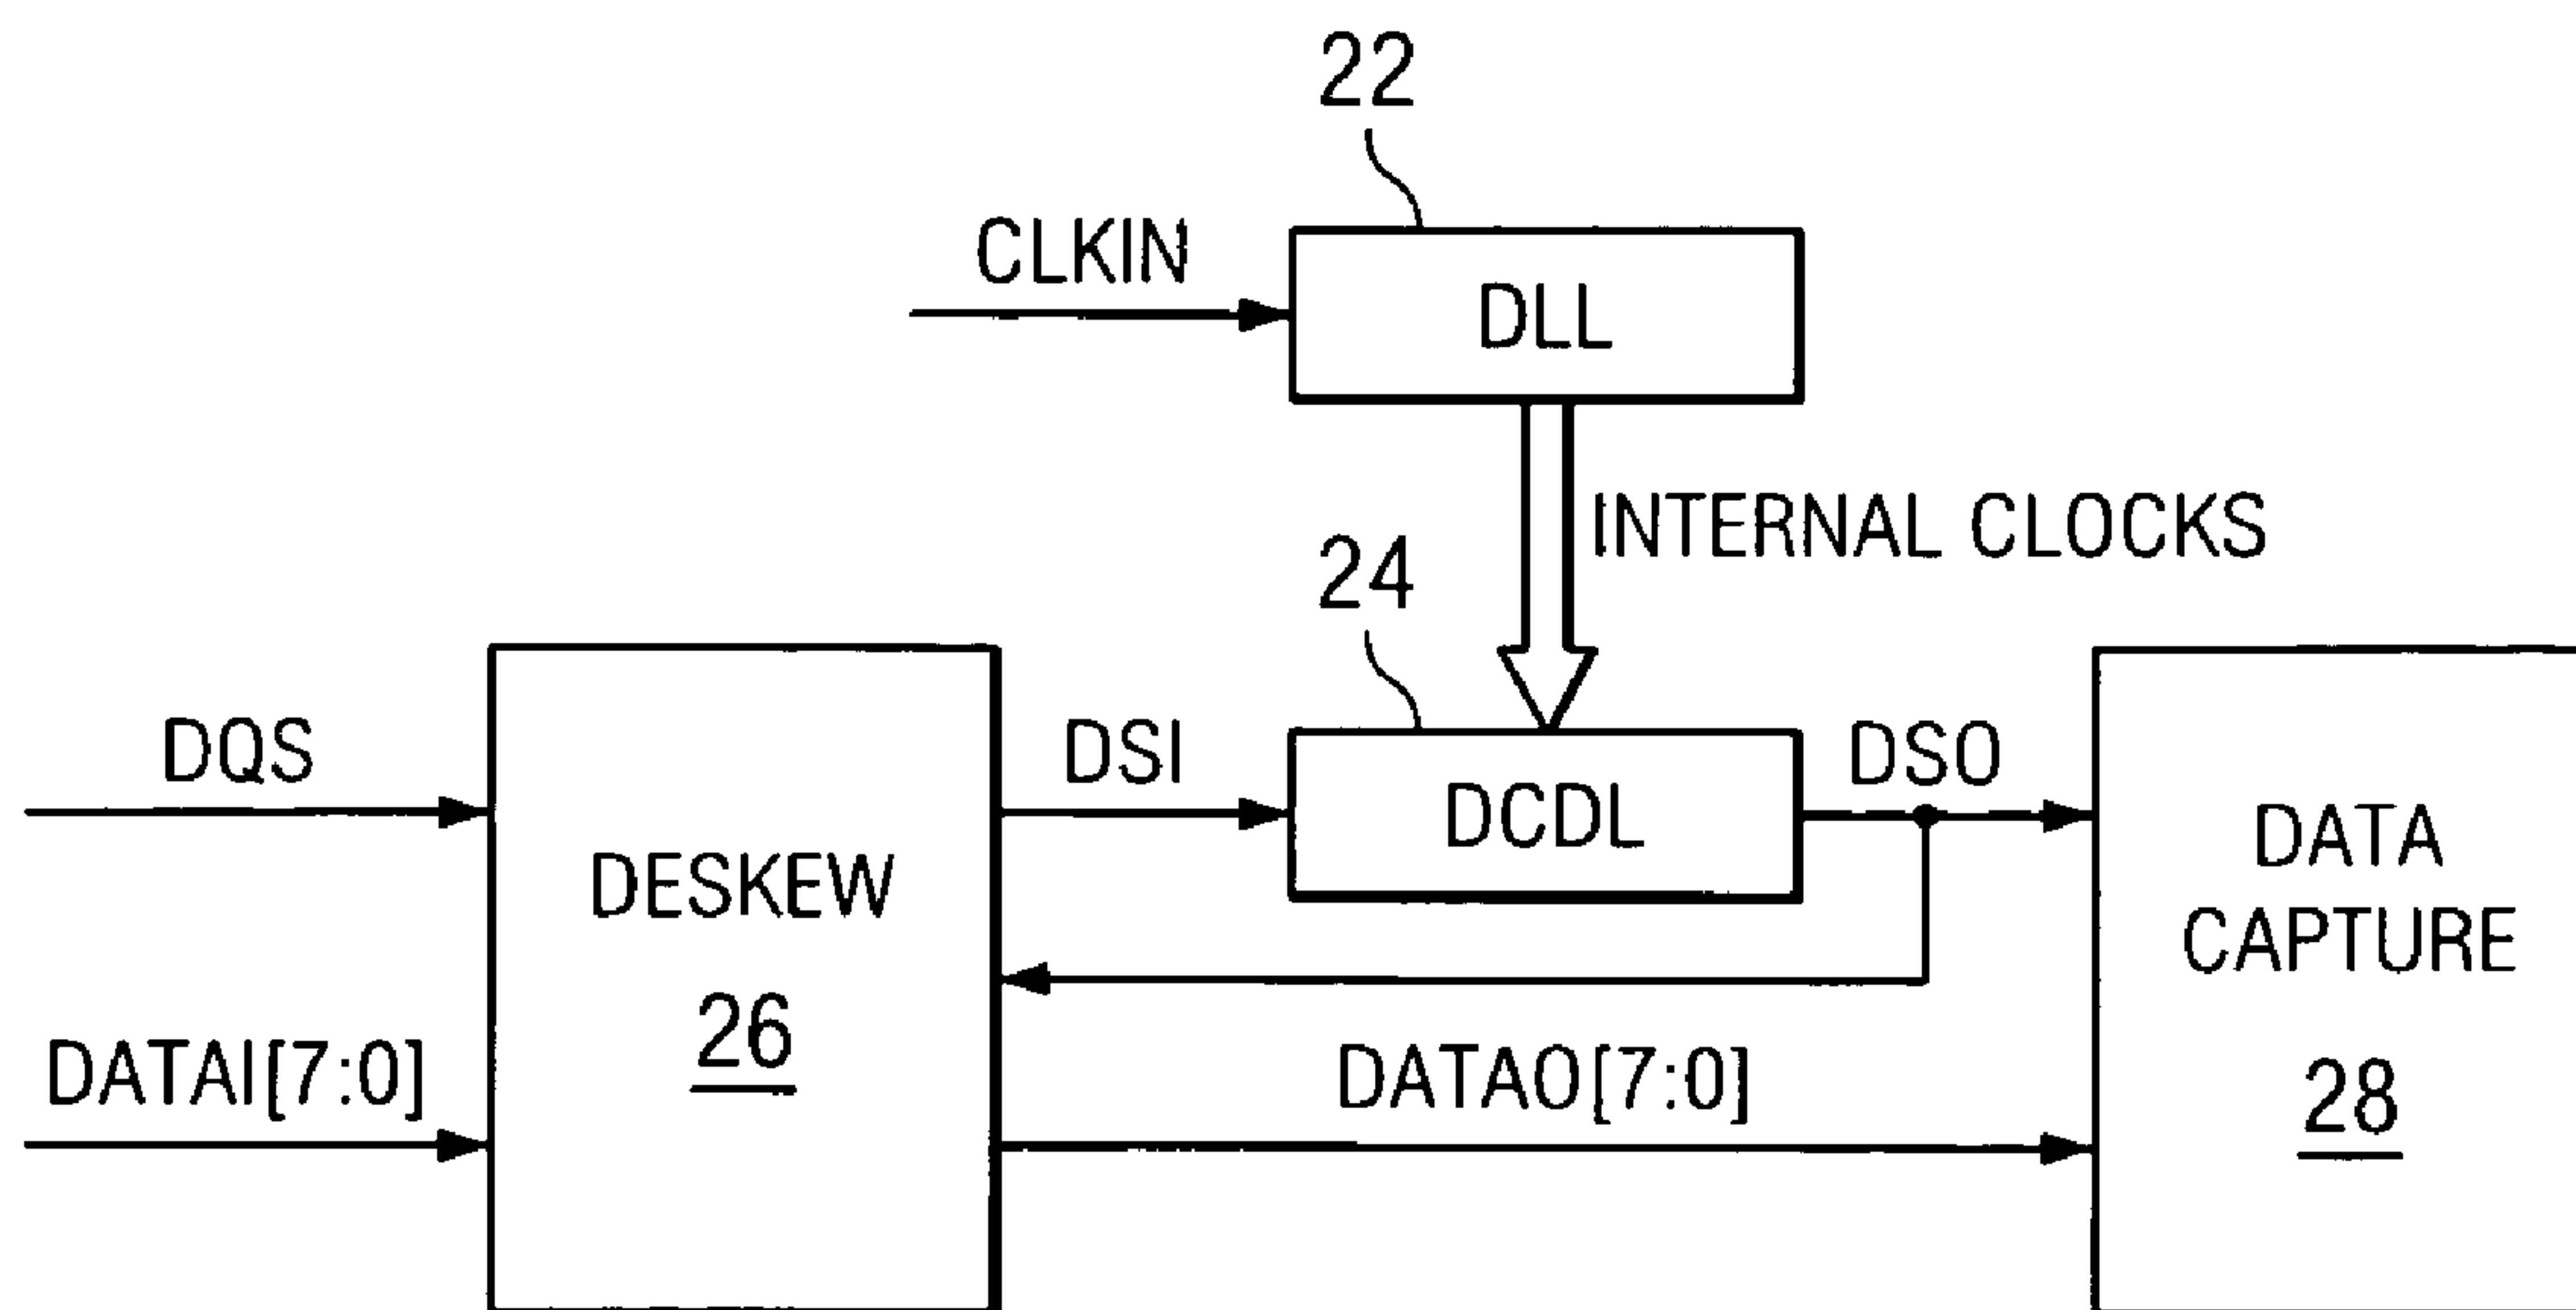 22
CLKIN
DLL
INTERNAL CLOCKS
24
DQS
DSI
DCDL
DSO
DATA
CAPTURE
28
DESKEW
26
DATAI[7:0]
DATAO[7:0]